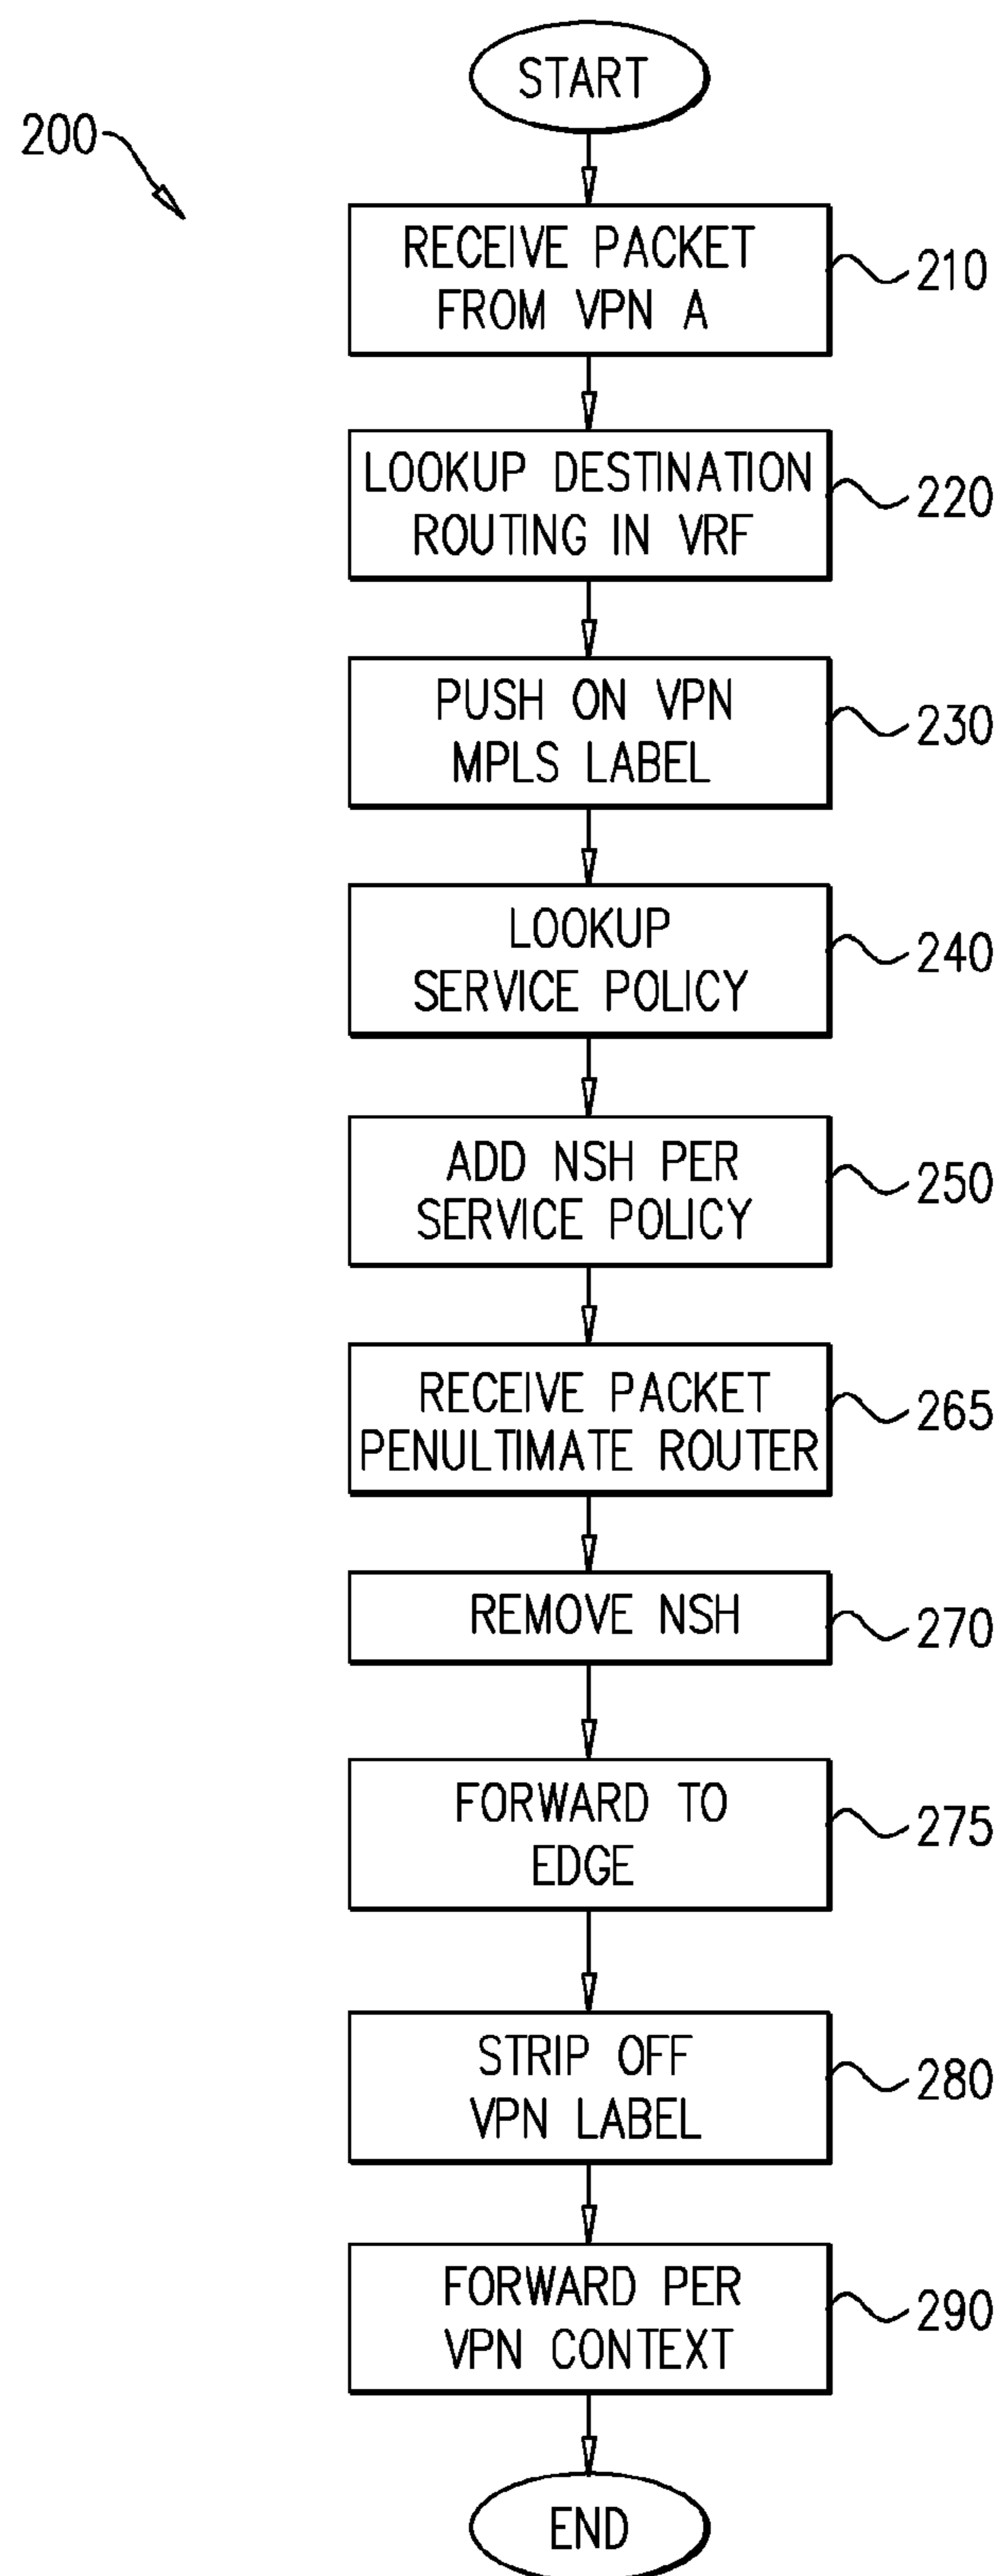 START
200
RECEIVE PACKET
FROM VPN A
210
LOOKUP DESTINATION
ROUTING IN VRF
220
PUSH ON VPN
MPLS LABEL
230
LOOKUP
SERVICE POLICY
240
ADD NSH PER
SERVICE POLICY
250
RECEIVE PACKET
PENULTIMATE ROUTER
265
REMOVE NSH
270
FORWARD TO
EDGE
275
STRIP OFF
VPN LABEL
280
FORWARD PER
VPN CONTEXT
290
END